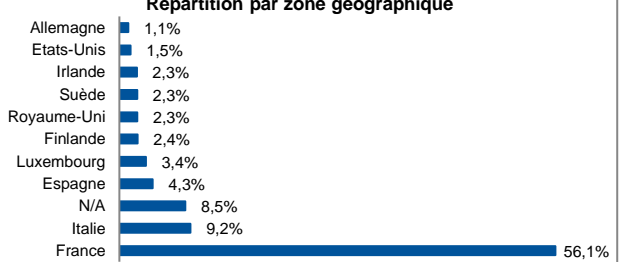 Répartition par zone géographique
Allemagne 1,1%
Etats-Unis 1,5%
Irlande 2,3%
Suède 2,3%
Royaume-Uni 2,3%
Finlande 2,4%
Luxembourg 3,4%
Espagne 4,3%
N/A 8,5%
Italie 9,2%
France 56,1%